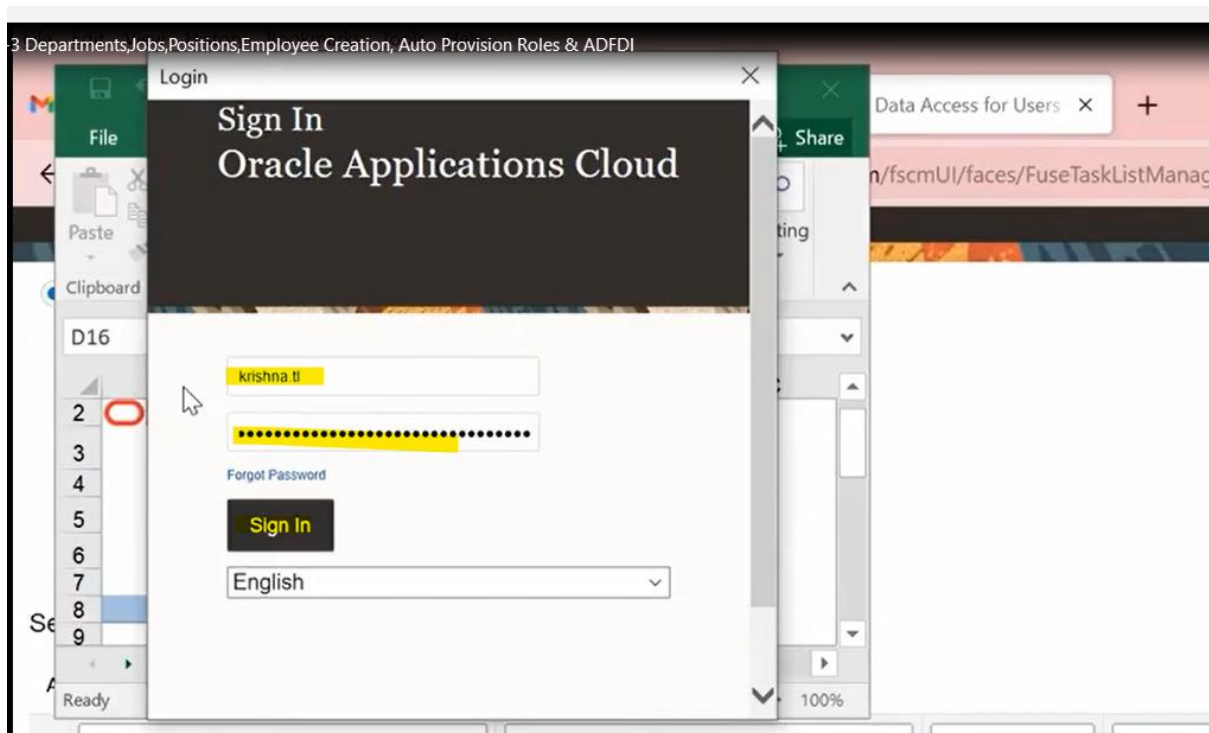 -3 Departments,Jobs,Positions,Employee Creation, Auto Provision Roles & ADFDI
Login
Sign In
Oracle Applications Cloud
Data Access for Users
File
Share
n/fscmUI/faces/FuseTaskListManag
Paste
ting
Clipboard
D16
krishna.tl
2
3
Forgot Password
4
5
Sign In
6
7
English
8
Se
9
Ready
100%